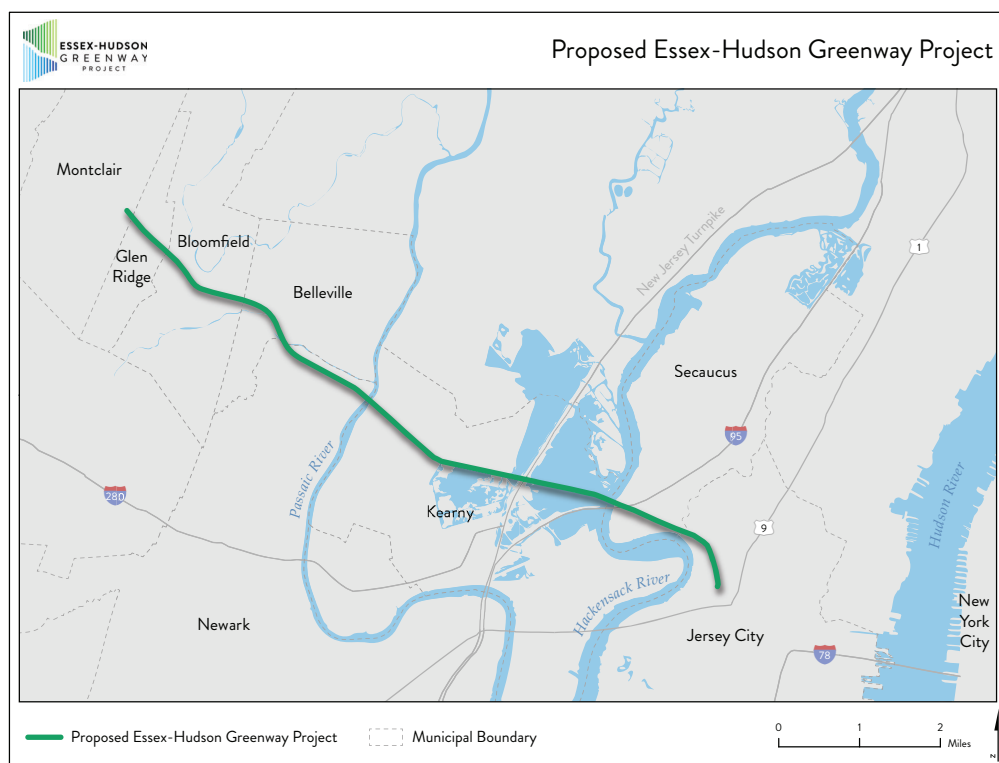 ESSEX-HUDSON
GREENWAY
PROJECT
Proposed Essex-Hudson Greenway Project
Montclair
Glen
Ridge
Bloomfield
Belleville
New Jersey Turnpike
1
Secaucus
95
Passaic River
280
Kearny
9
Hudson River
Hackensack River
Newark
Jersey City
New
York
City
78
Proposed Essex-Hudson Greenway Project
Municipal Boundary
0 1 2
Miles
N